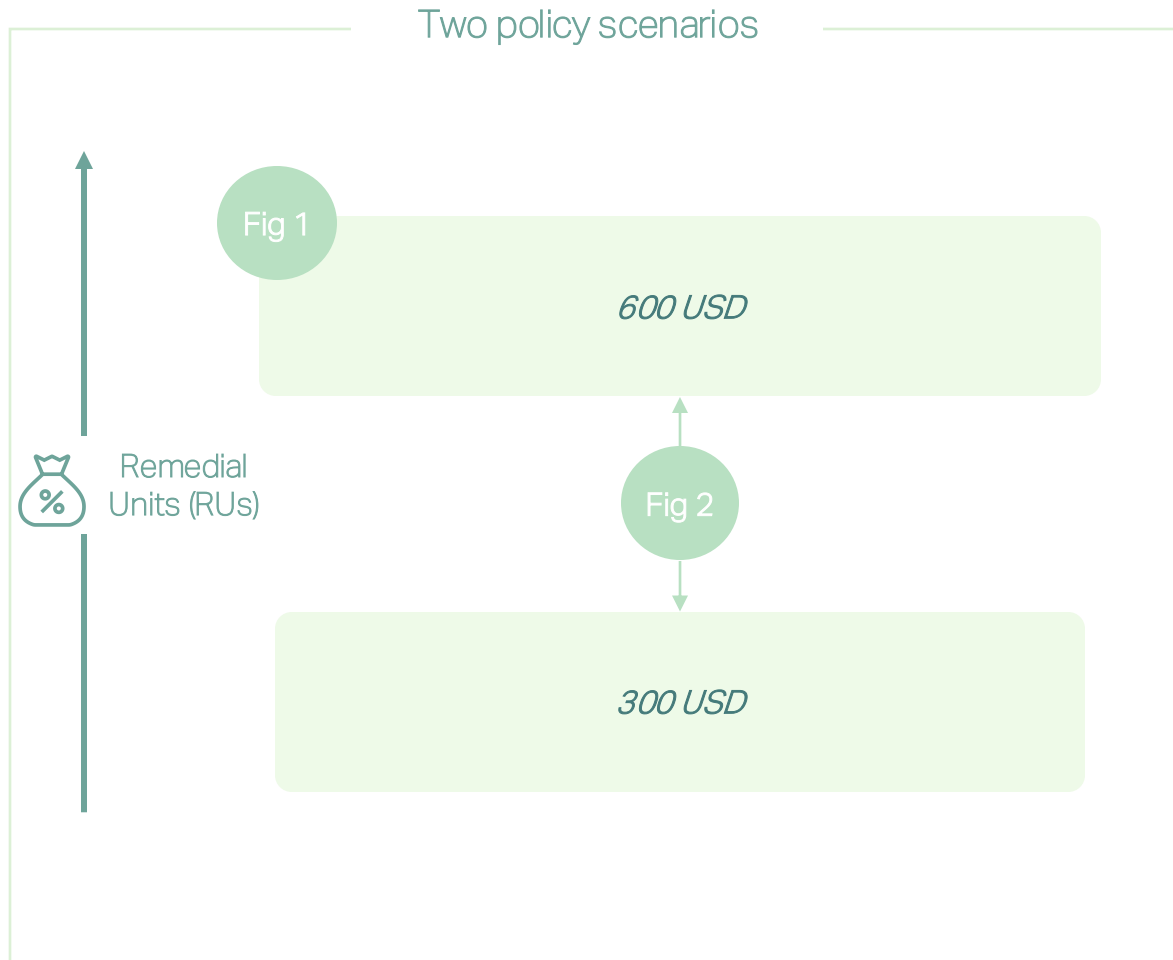 Two policy scenarios
Fig 1
600 USD
Remedial
Units (RUs)
Fig 2
300 USD